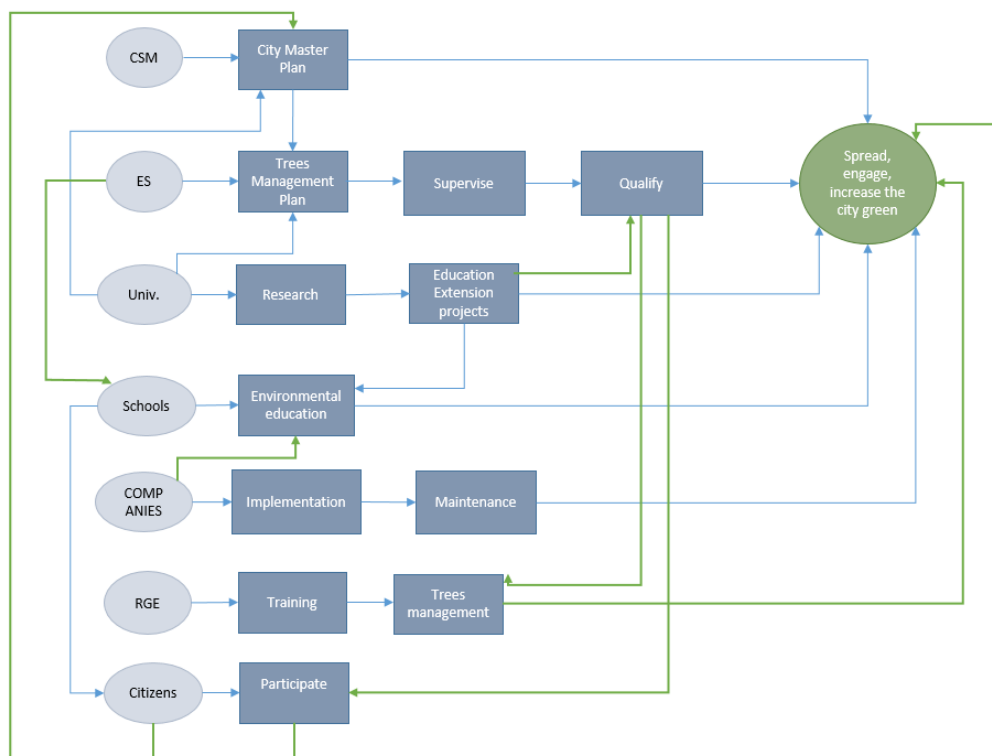 CSM
City Master
Plan
ES
Trees
Management
Plan
Supervise
Qualify
Spread,
engage,
increase the
city green
Univ.
Research
Education
Extension
projects
Schools
Environmental
education
COMP
ANIES
Implementation
Maintenance
RGE
Training
Trees
management
Citizens
Participate